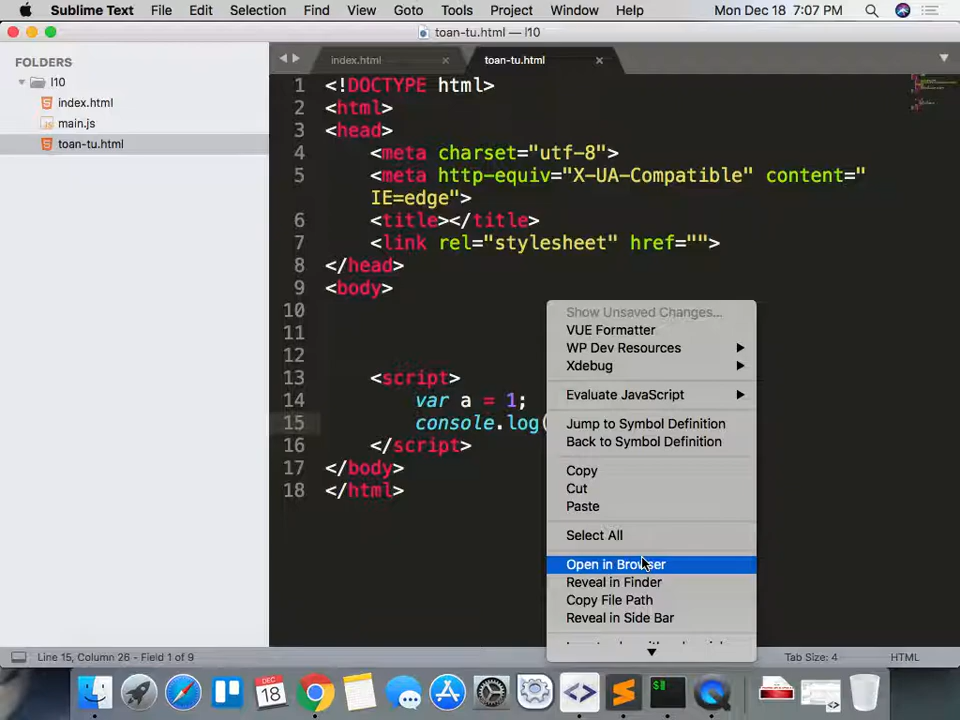 Sublime Text File Edit Selection Find View Goto Tools Project Window Help Mon Dec 18 7:07 PM
toan-tu.html — l10
FOLDERS
l10
index.html
main.js
toan-tu.html
index.html
toan-tu.html
1 <!DOCTYPE html>
2 <html>
3 <head>
4 <meta charset="utf-8">
5 <meta http-equiv="X-UA-Compatible" content="
IE=edge">
6 <title></title>
7 <link rel="stylesheet" href="">
8 </head>
9 <body>
10
11
12
13 <script>
14 var a = 1;
15 console.log(
16 </script>
17 </body>
18 </html>
Show Unsaved Changes...
VUE Formatter
WP Dev Resources
Xdebug
Evaluate JavaScript
Jump to Symbol Definition
Back to Symbol Definition
Copy
Cut
Paste
Select All
Open in Browser
Reveal in Finder
Copy File Path
Reveal in Side Bar
Line 15, Column 26 - Field 1 of 9
Tab Size: 4
HTML
DEC
18